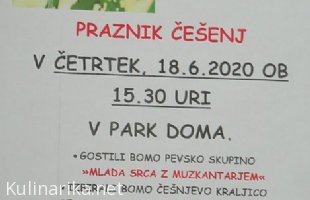 PRAZNIK ČEŠENJ
V ČETRTEK, 18.6.2020 OB
15.30 URI
V PARK DOMA.
• GOSTILI BOMO PEVSKO SKUPINO
»MLADA SRCA Z MUZKANTARJEM«
BOMO ČEŠNJEVO KRALJICO
Kulinarika.net